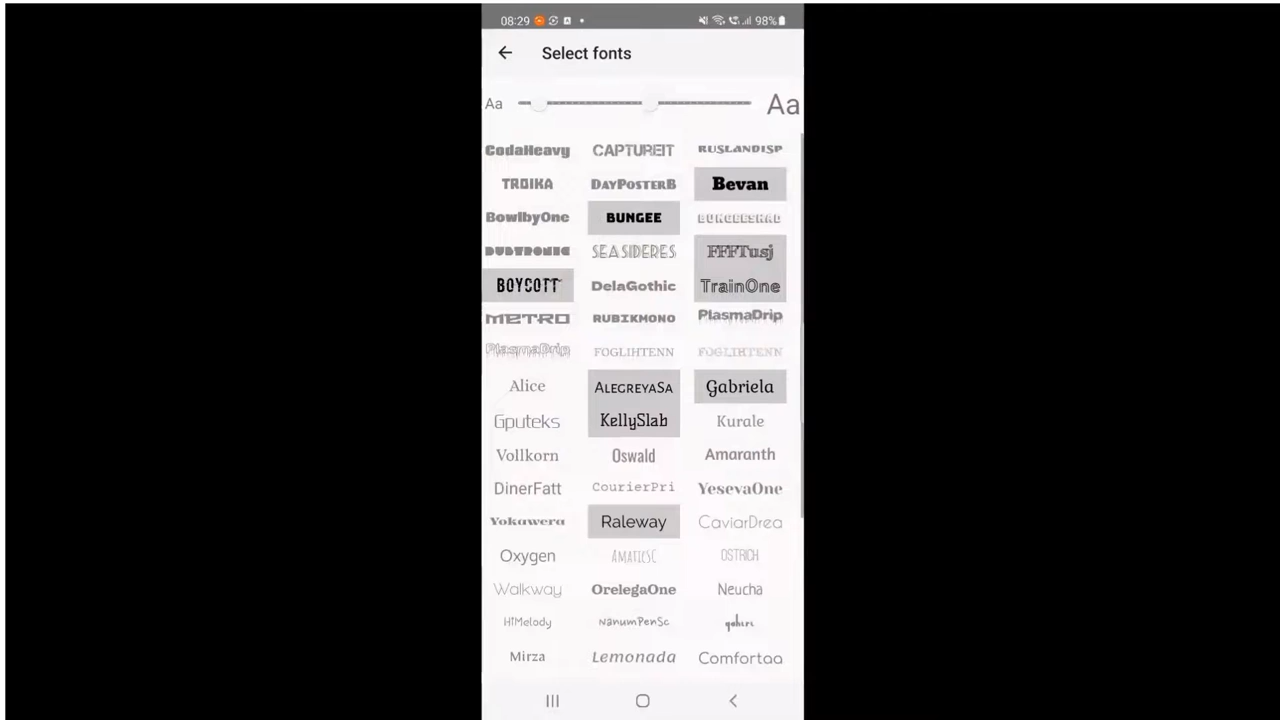 08:29 98%
Select fonts
Aa Aa
CodaHeavy CAPTUREIT RUSLANDISP
TROIKA DAYPOSTERB Bevan
BowlbyOne BUNGEE BUNGEESHAD
DUBTRONIC SEASIDERES FFFTusj
BOYCOTT DelaGothic TrainOne
METRO RUBIKMONO PlasmaDrip
PlasmaDrip FOGLIHTENN FOGLIHTENN
Alice ALEGREYASA Gabriela
Gputeks KellySlab Kurale
Vollkorn Oswald Amaranth
DinerFatt CourierPri YesevaOne
Yokawera Raleway CaviarDrea
Oxygen AMATICSC OSTRICH
Walkway OrelegaOne Neucha
HiMelody NanumPenSc
Mirza Lemonada Comfortaa